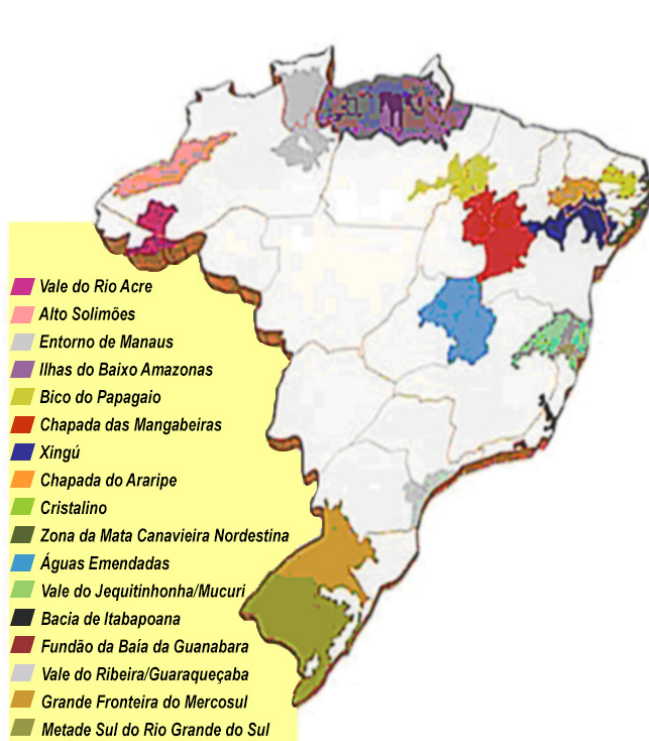 Vale do Rio Acre
Alto Solimões
Entorno de Manaus
Ilhas do Baixo Amazonas
Bico do Papagaio
Chapada das Mangabeiras
Xingú
Chapada do Araripe
Cristalino
Zona da Mata Canavieira Nordestina
Águas Emendadas
Vale do Jequitinhonha/Mucuri
Bacia de Itabapoana
Fundão da Baía da Guanabara
Vale do Ribeira/Guaraqueçaba
Grande Fronteira do Mercosul
Metade Sul do Rio Grande do Sul